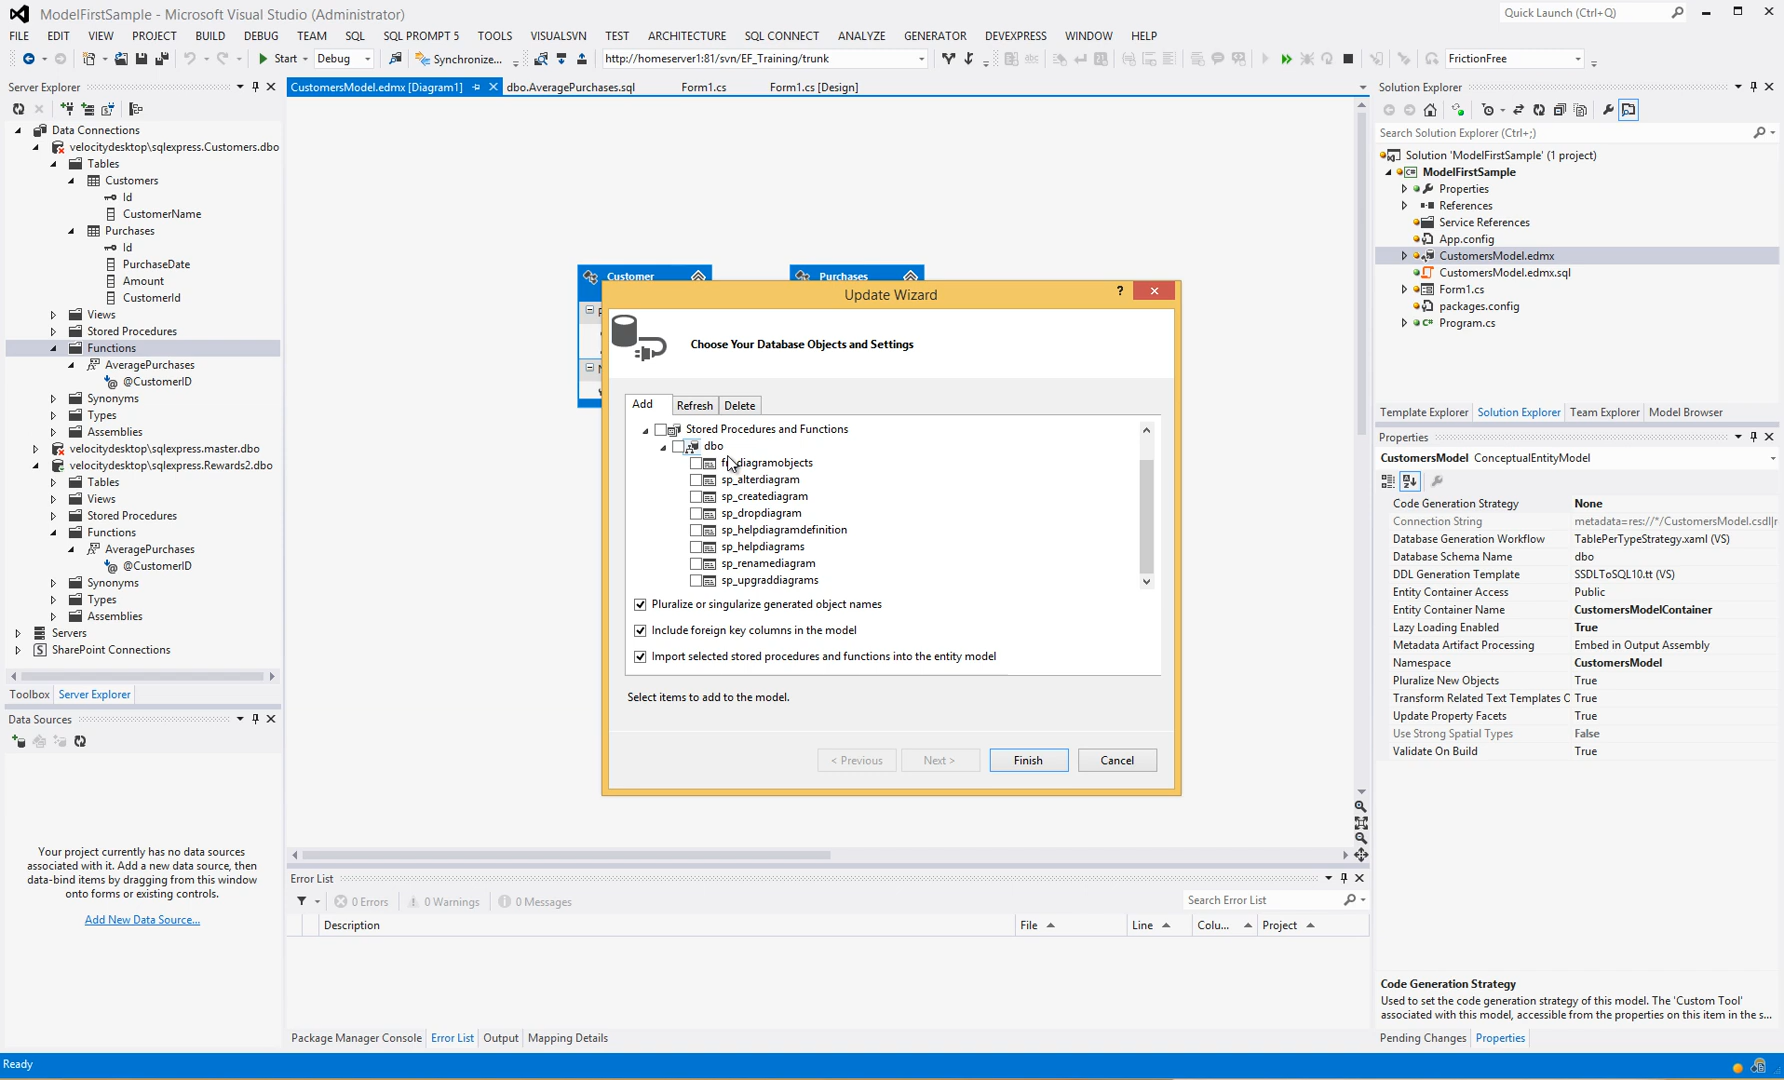 ModelFirstSample - Microsoft Visual Studio (Administrator)
Quick Launch (Ctrl+Q)
FILE EDIT VIEW PROJECT BUILD DEBUG TEAM SQL SQL PROMPT 5 TOOLS VISUALSVN TEST ARCHITECTURE SQL CONNECT ANALYZE GENERATOR DEVEXPRESS WINDOW HELP
Start Debug Synchronize... http://homeserver1:81/svn/EF_Training/trunk FrictionFree
Server Explorer
Data Connections
velocitydesktop\sqlexpress.Customers.dbo
Tables
Customers
Id
CustomerName
Purchases
Id
PurchaseDate
Amount
CustomerId
Views
Stored Procedures
Functions
AveragePurchases
@CustomerID
Synonyms
Types
Assemblies
velocitydesktop\sqlexpress.master.dbo
velocitydesktop\sqlexpress.Rewards2.dbo
Tables
Views
Stored Procedures
Functions
AveragePurchases
@CustomerID
Synonyms
Types
Assemblies
Servers
SharePoint Connections
Toolbox Server Explorer
Data Sources
Your project currently has no data sources
associated with it. Add a new data source, then
data-bind items by dragging from this window
onto forms or existing controls.
Add New Data Source...
CustomersModel.edmx [Diagram1] dbo.AveragePurchases.sql Form1.cs Form1.cs [Design]
Customer Purchases
Update Wizard
?
Choose Your Database Objects and Settings
Add Refresh Delete
Stored Procedures and Functions
dbo
diagramobjects
sp_alterdiagram
sp_creatediagram
sp_dropdiagram
sp_helpdiagramdefinition
sp_helpdiagrams
sp_renamediagram
sp_upgraddiagrams
Pluralize or singularize generated object names
Include foreign key columns in the model
Import selected stored procedures and functions into the entity model
Select items to add to the model.
< Previous Next > Finish Cancel
Error List
0 Errors 0 Warnings 0 Messages Search Error List
Description File Line Colu... Project
Package Manager Console Error List Output Mapping Details
Solution Explorer
Search Solution Explorer (Ctrl+;)
Solution 'ModelFirstSample' (1 project)
ModelFirstSample
Properties
References
Service References
App.config
CustomersModel.edmx
CustomersModel.edmx.sql
Form1.cs
packages.config
Program.cs
Template Explorer Solution Explorer Team Explorer Model Browser
Properties
CustomersModel ConceptualEntityModel
Code Generation Strategy None
Connection String metadata=res://*/CustomersModel.csdl|r
Database Generation Workflow TablePerTypeStrategy.xaml (VS)
Database Schema Name dbo
DDL Generation Template SSDLToSQL10.tt (VS)
Entity Container Access Public
Entity Container Name CustomersModelContainer
Lazy Loading Enabled True
Metadata Artifact Processing Embed in Output Assembly
Namespace CustomersModel
Pluralize New Objects True
Transform Related Text Templates O True
Update Property Facets True
Use Strong Spatial Types False
Validate On Build True
Code Generation Strategy
Used to set the code generation strategy of this model. The 'Custom Tool'
associated with this model, accessible from the properties on this item in the s...
Pending Changes Properties
Ready